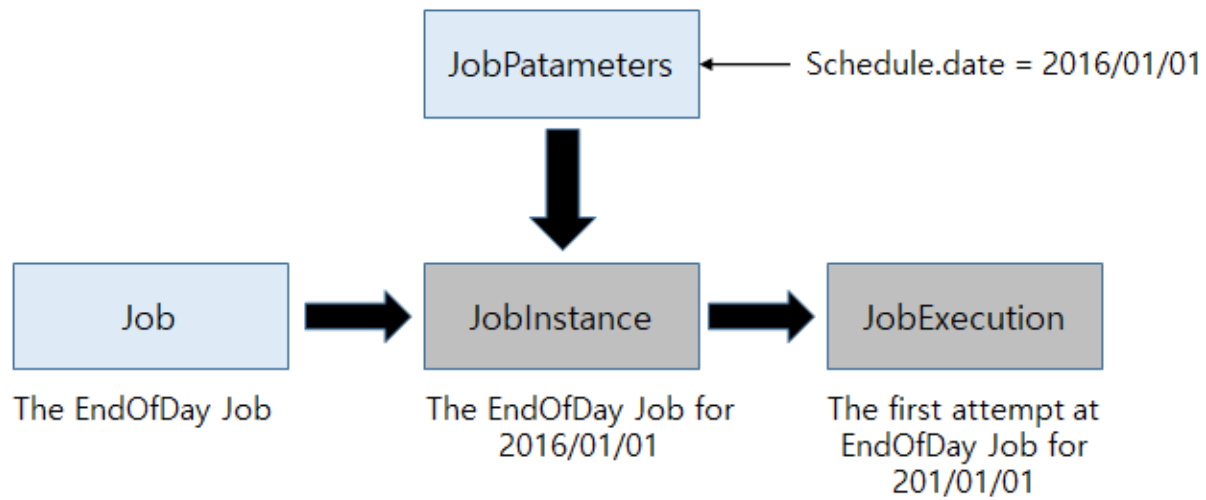 JobPatameters
Schedule.date = 2016/01/01
Job
JobInstance
JobExecution
The EndOfDay Job
The EndOfDay Job for
2016/01/01
The first attempt at
EndOfDay Job for
201/01/01